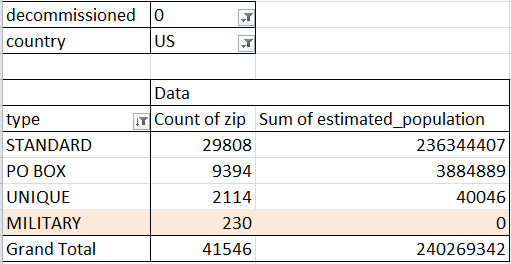 decommissioned 0
country US
Data
type Count of zip Sum of estimated_population
STANDARD 29808 236344407
PO BOX 9394 3884889
UNIQUE 2114 40046
MILITARY 230 0
Grand Total 41546 240269342